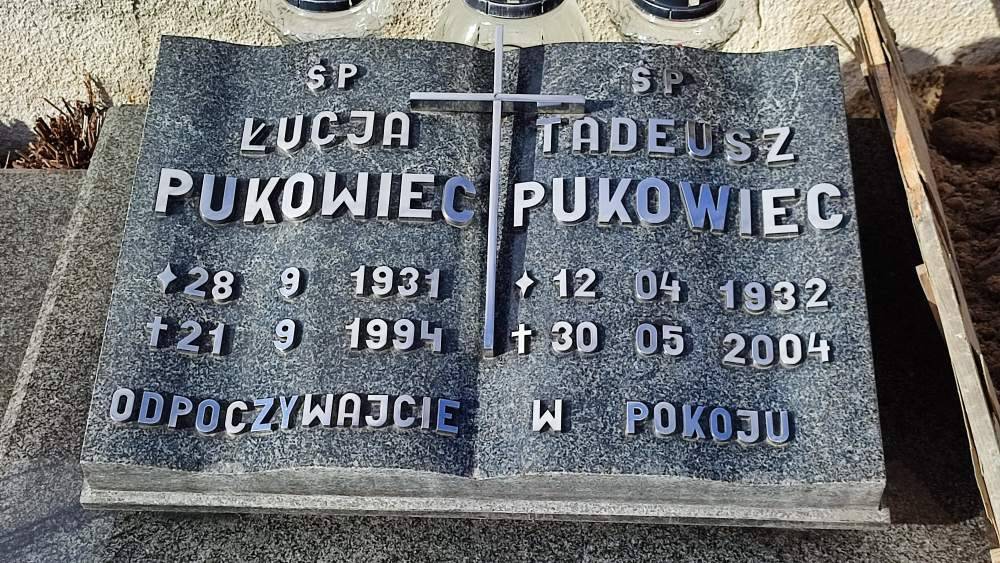 ŚP
ŁUCJA
PUKOWIEC
28 9 1931
21 9 1994
ŚP
TADEUSZ
PUKOWIEC
12 04 1932
30 05 2004
ODPOCZYWAJCIE W POKOJU